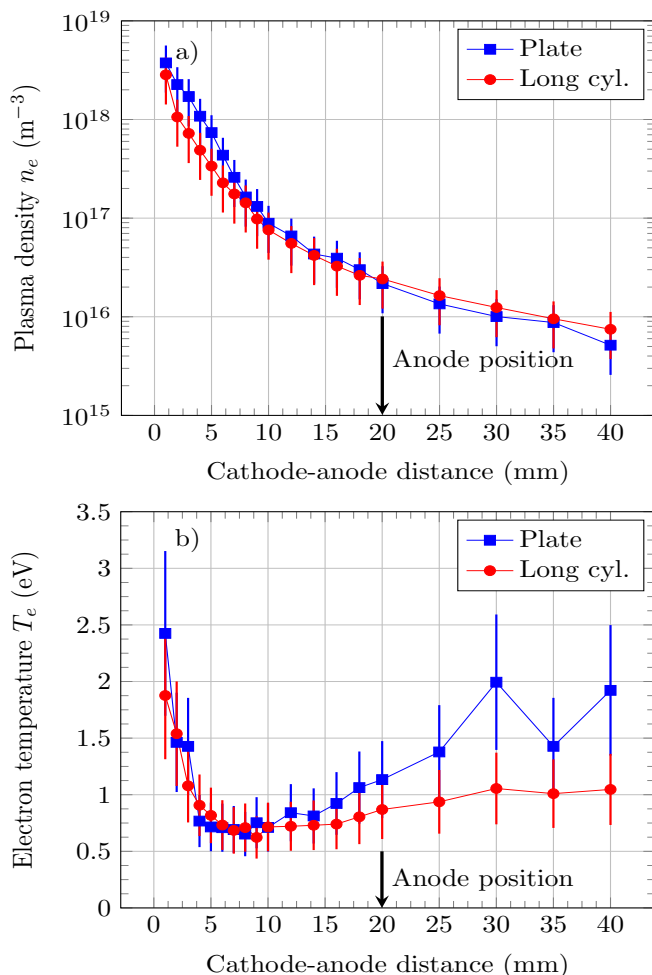 10^19
10^18
10^17
10^16
10^15
Plasma density n_e (m^−3)
a)
Plate
Long cyl.
Anode position
0 5 10 15 20 25 30 35 40
Cathode-anode distance (mm)
3.5
3
2.5
2
1.5
1
0.5
0
Electron temperature T_e (eV)
b)
Plate
Long cyl.
Anode position
0 5 10 15 20 25 30 35 40
Cathode-anode distance (mm)